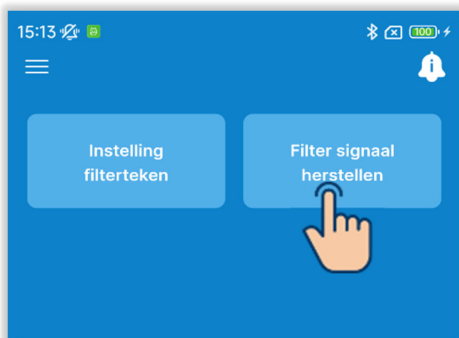 15:13
100
Instelling
filterteken
Filter signaal
herstellen